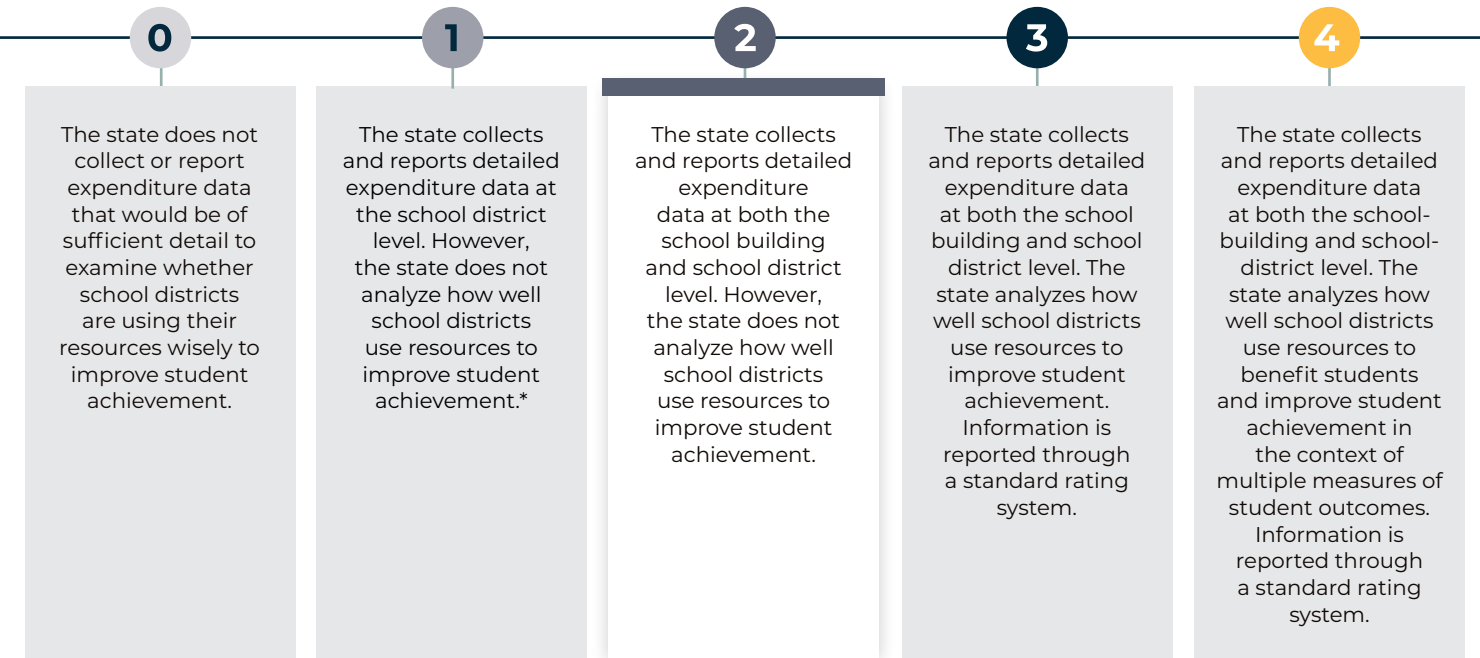 0
The state does not
collect or report
expenditure data
that would be of
sufficient detail to
examine whether
school districts
are using their
resources wisely to
improve student
achievement.
1
The state collects
and reports detailed
expenditure data at
the school district
level. However,
the state does not
analyze how well
school districts
use resources to
improve student
achievement.*
2
The state collects
and reports detailed
expenditure
data at both the
school building
and school district
level. However,
the state does not
analyze how well
school districts
use resources to
improve student
achievement.
3
The state collects
and reports detailed
expenditure data
at both the school
building and school
district level. The
state analyzes how
well school districts
use resources to
improve student
achievement.
Information is
reported through
a standard rating
system.
4
The state collects
and reports detailed
expenditure data
at both the school-
building and school-
district level. The
state analyzes how
well school districts
use resources to
benefit students
and improve student
achievement in
the context of
multiple measures of
student outcomes.
Information is
reported through
a standard rating
system.